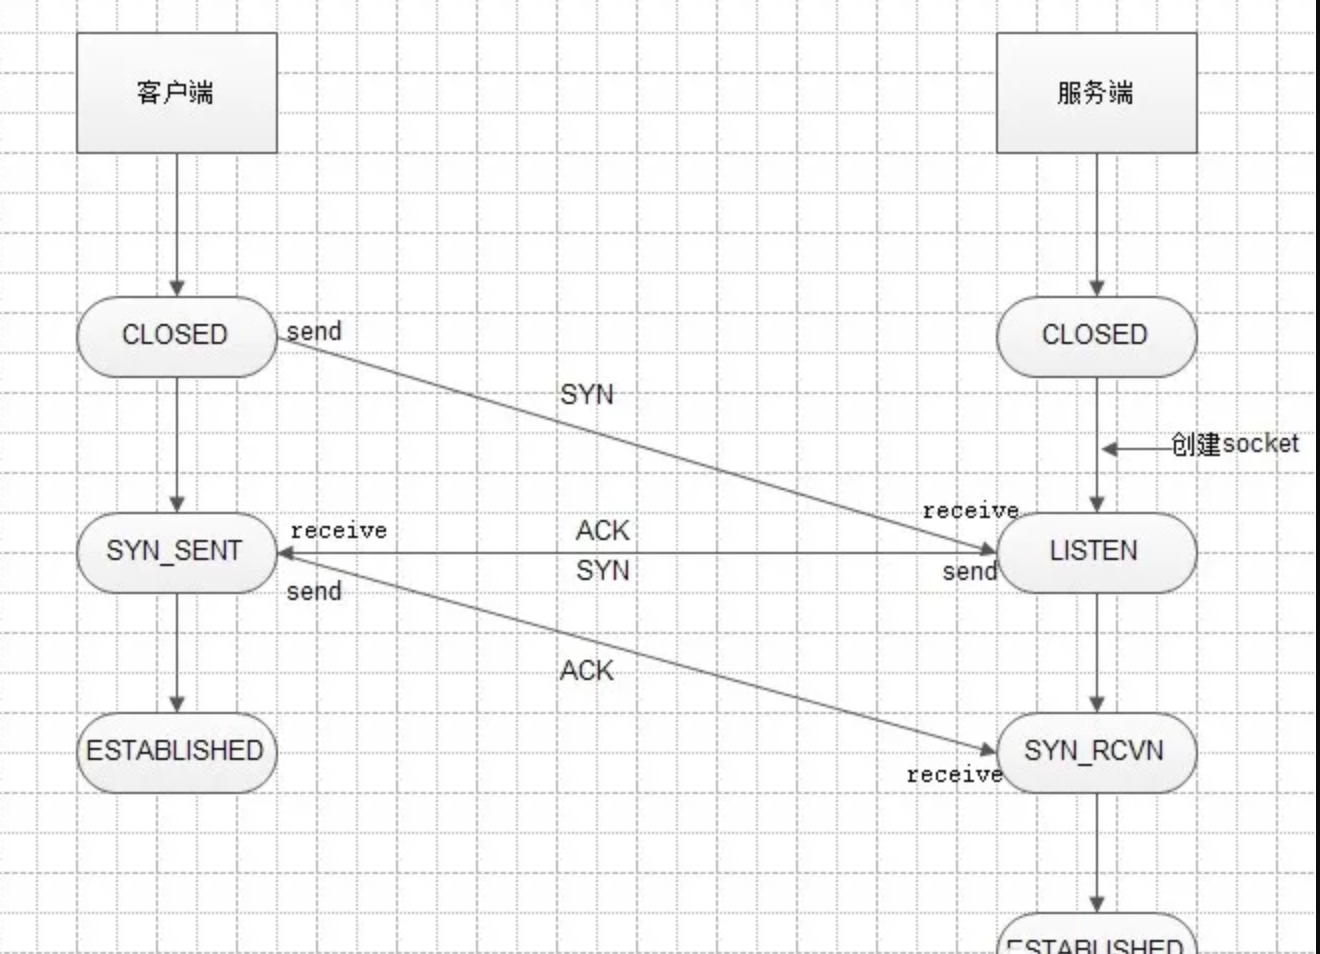 客户端
服务端
CLOSED
send
CLOSED
SYN
创建socket
receive
SYN_SENT
receive
ACK
LISTEN
SYN
send
send
ACK
ESTABLISHED
SYN_RCVN
receive
ESTABLISHED